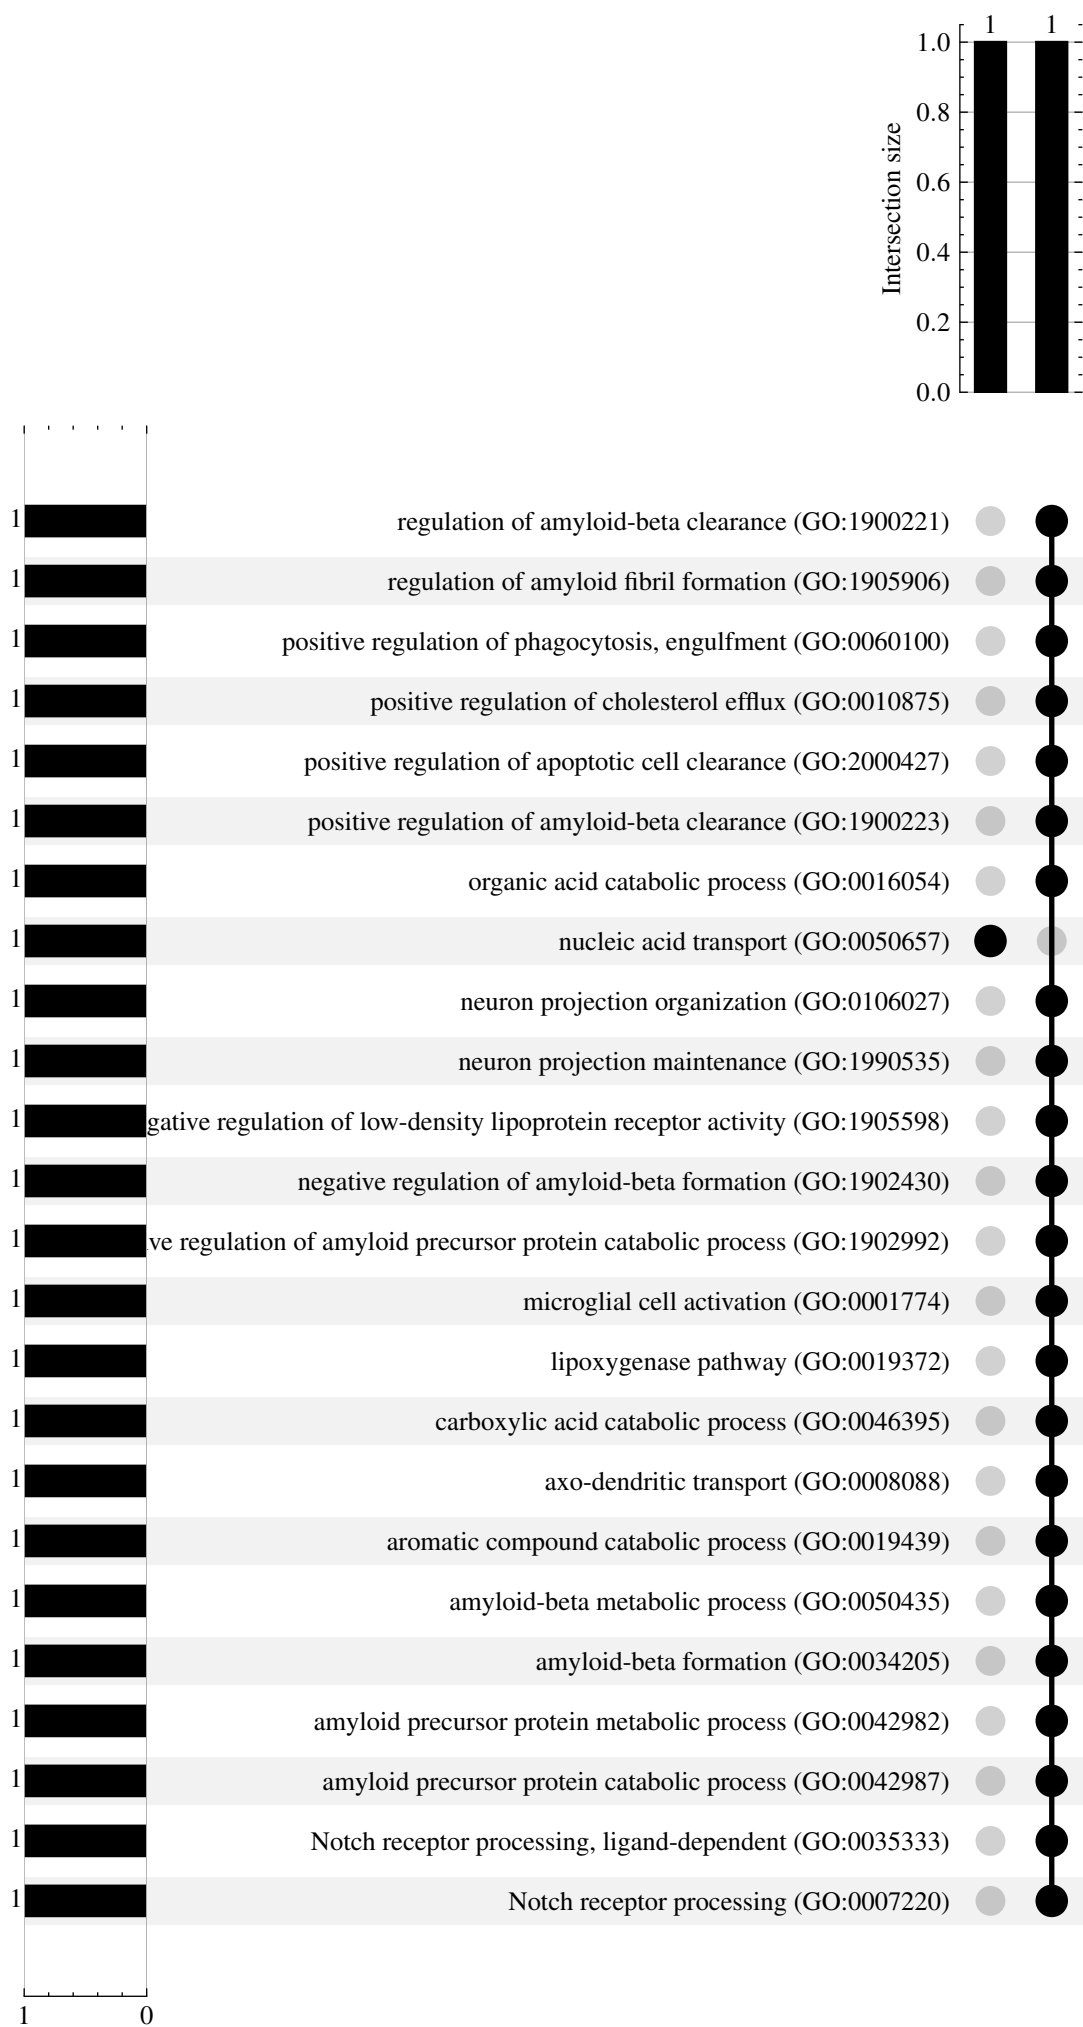 1 1
1.0
0.8
0.6
0.4
0.2
0.0
Intersection size
1 regulation of amyloid-beta clearance (GO:1900221)
1 regulation of amyloid fibril formation (GO:1905906)
1 positive regulation of phagocytosis, engulfment (GO:0060100)
1 positive regulation of cholesterol efflux (GO:0010875)
1 positive regulation of apoptotic cell clearance (GO:2000427)
1 positive regulation of amyloid-beta clearance (GO:1900223)
1 organic acid catabolic process (GO:0016054)
1 nucleic acid transport (GO:0050657)
1 neuron projection organization (GO:0106027)
1 neuron projection maintenance (GO:1990535)
1 gative regulation of low-density lipoprotein receptor activity (GO:1905598)
1 negative regulation of amyloid-beta formation (GO:1902430)
1 ve regulation of amyloid precursor protein catabolic process (GO:1902992)
1 microglial cell activation (GO:0001774)
1 lipoxygenase pathway (GO:0019372)
1 carboxylic acid catabolic process (GO:0046395)
1 axo-dendritic transport (GO:0008088)
1 aromatic compound catabolic process (GO:0019439)
1 amyloid-beta metabolic process (GO:0050435)
1 amyloid-beta formation (GO:0034205)
1 amyloid precursor protein metabolic process (GO:0042982)
1 amyloid precursor protein catabolic process (GO:0042987)
1 Notch receptor processing, ligand-dependent (GO:0035333)
1 Notch receptor processing (GO:0007220)
1 0